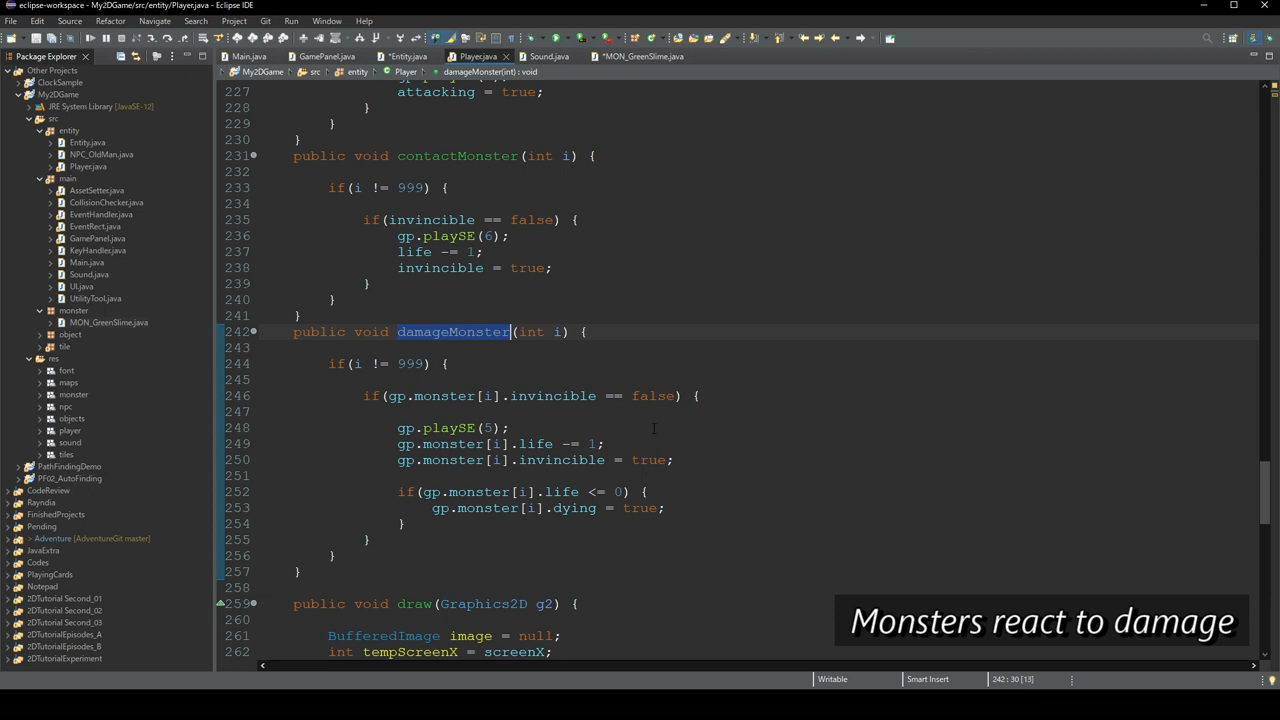 eclipse-workspace - My2DGame/src/entity/Player.java - Eclipse IDE
File Edit Source Refactor Navigate Search Project Git Run Window Help
Package Explorer
Main.java GamePanel.java *Entity.java Player.java Sound.java *MON_GreenSlime.java
My2DGame src entity Player damageMonster(int) : void
Other Projects
ClockSample
My2DGame
JRE System Library [JavaSE-12]
src
entity
Entity.java
NPC_OldMan.java
Player.java
main
AssetSetter.java
CollisionChecker.java
EventHandler.java
EventRect.java
GamePanel.java
KeyHandler.java
Main.java
Sound.java
UI.java
UtilityTool.java
monster
MON_GreenSlime.java
object
tile
res
font
maps
monster
npc
objects
player
sound
tiles
PathFindingDemo
PF02_AutoFinding
CodeReview
Rayndia
FinishedProjects
Pending
> Adventure [AdventureGit master]
JavaExtra
Codes
PlayingCards
Notepad
2DTutorial Second_01
2DTutorial Second_02
2DTutorial Second_03
2DTutorialEpisodes_A
2DTutorialEpisodes_B
2DTutorialExperiment
227 attacking = true;
228 }
229 }
230 }
231 public void contactMonster(int i) {
232
233 if(i != 999) {
234
235 if(invincible == false) {
236 gp.playSE(6);
237 life -= 1;
238 invincible = true;
239 }
240 }
241 }
242 public void damageMonster(int i) {
243
244 if(i != 999) {
245
246 if(gp.monster[i].invincible == false) {
247
248 gp.playSE(5);
249 gp.monster[i].life -= 1;
250 gp.monster[i].invincible = true;
251
252 if(gp.monster[i].life <= 0) {
253 gp.monster[i].dying = true;
254 }
255 }
256 }
257 }
258
259 public void draw(Graphics2D g2) {
260
261 BufferedImage image = null;
262 int tempScreenX = screenX;
Monsters react to damage
Writable Smart Insert 242 : 30 [13]